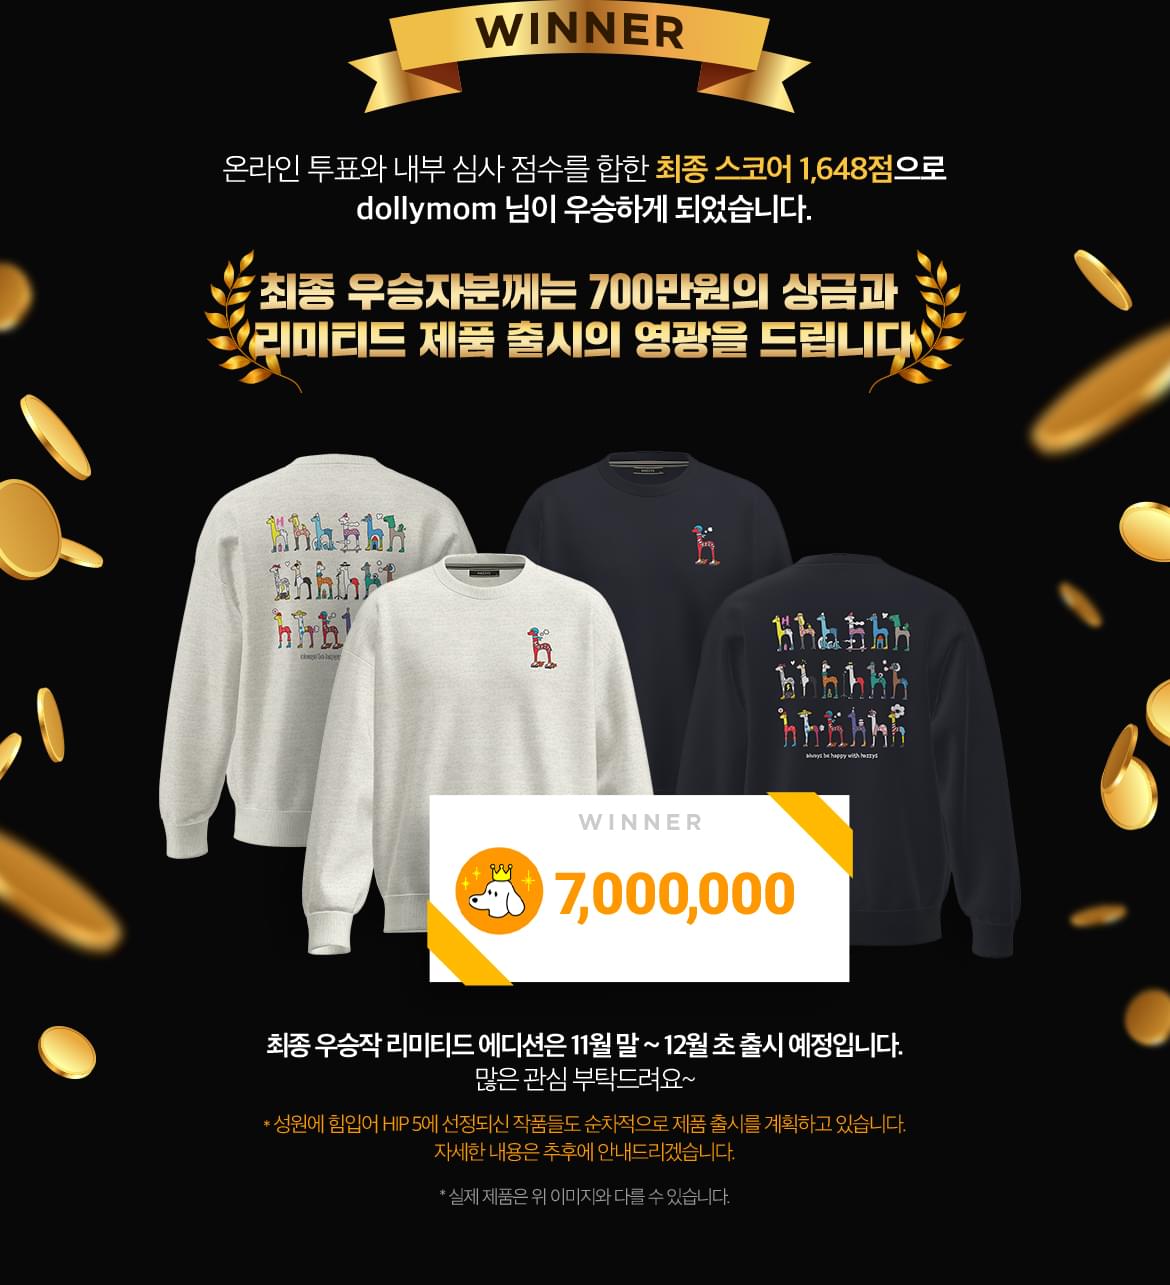 WINNER
온라인 투표와 내부 심사 점수를 합한 최종 스코어 1,648점으로
dollymom 님이 우승하게 되었습니다.
최종 우승자분께는 700만원의 상금과
리미티드 제품 출시의 영광을 드립니다
always be happy with hazzys
WINNER
7,000,000
최종 우승작 리미티드 에디션은 11월 말 ~ 12월 초 출시 예정입니다.
많은 관심 부탁드려요~
* 성원에 힘입어 HIP 5에 선정되신 작품들도 순차적으로 제품 출시를 계획하고 있습니다.
자세한 내용은 추후에 안내드리겠습니다.
* 실제 제품은 위 이미지와 다를 수 있습니다.